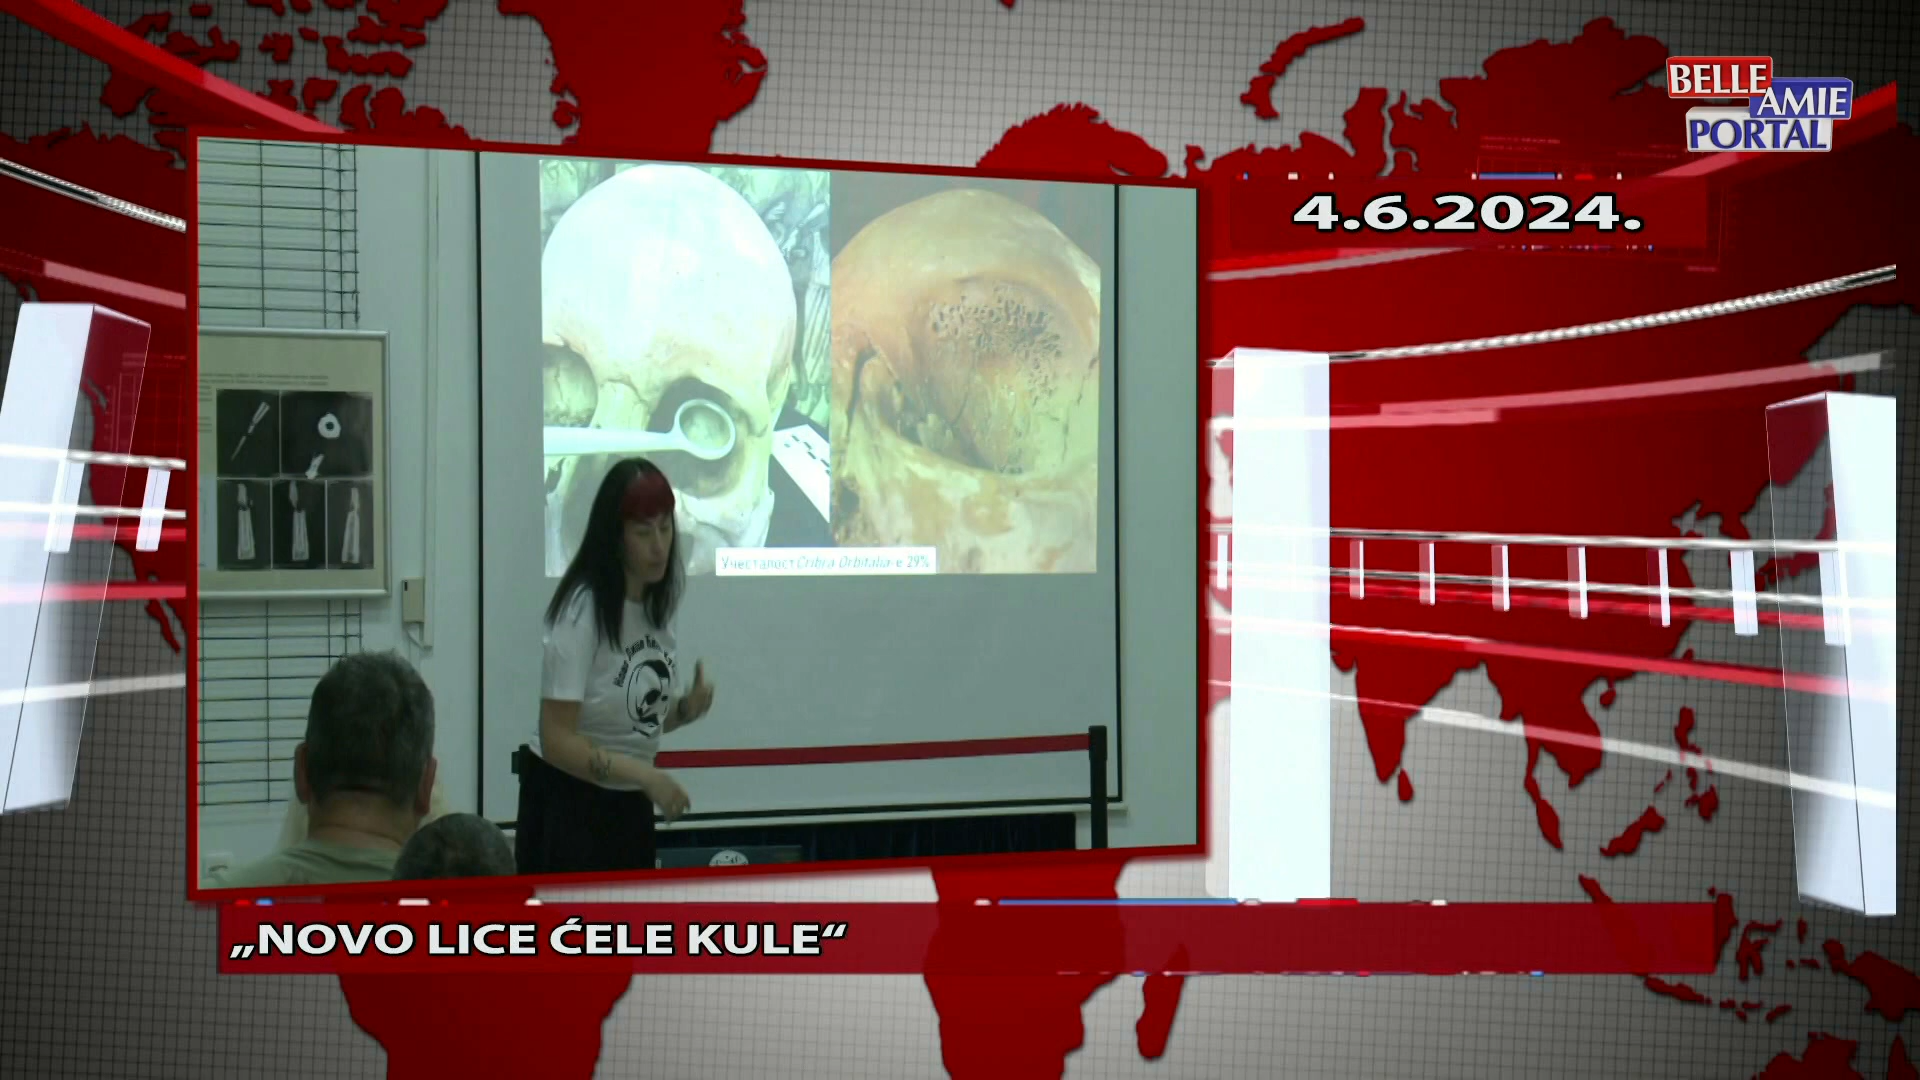 BELLE
AMIE
PORTAL
4.6.2024.
Учесталост Cribra Orbitalia-е 29%
„NOVO LICE ĆELE KULE“